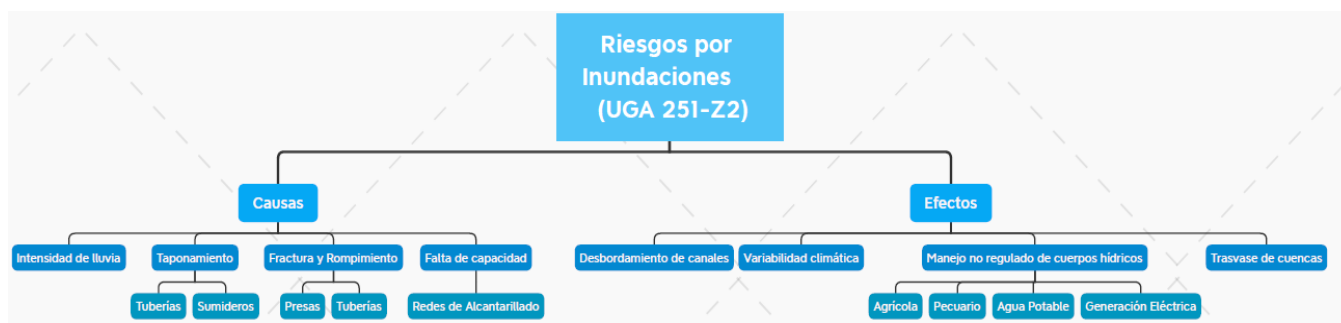 Riesgos por
Inundaciones
(UGA 251-Z2)
Causas
Efectos
Intensidad de lluvia
Taponamiento
Fractura y Rompimiento
Falta de capacidad
Desbordamiento de canales
Variabilidad climática
Manejo no regulado de cuerpos hídricos
Trasvase de cuencas
Tuberías
Sumideros
Presas
Tuberías
Redes de Alcantarillado
Agrícola
Pecuario
Agua Potable
Generación Eléctrica